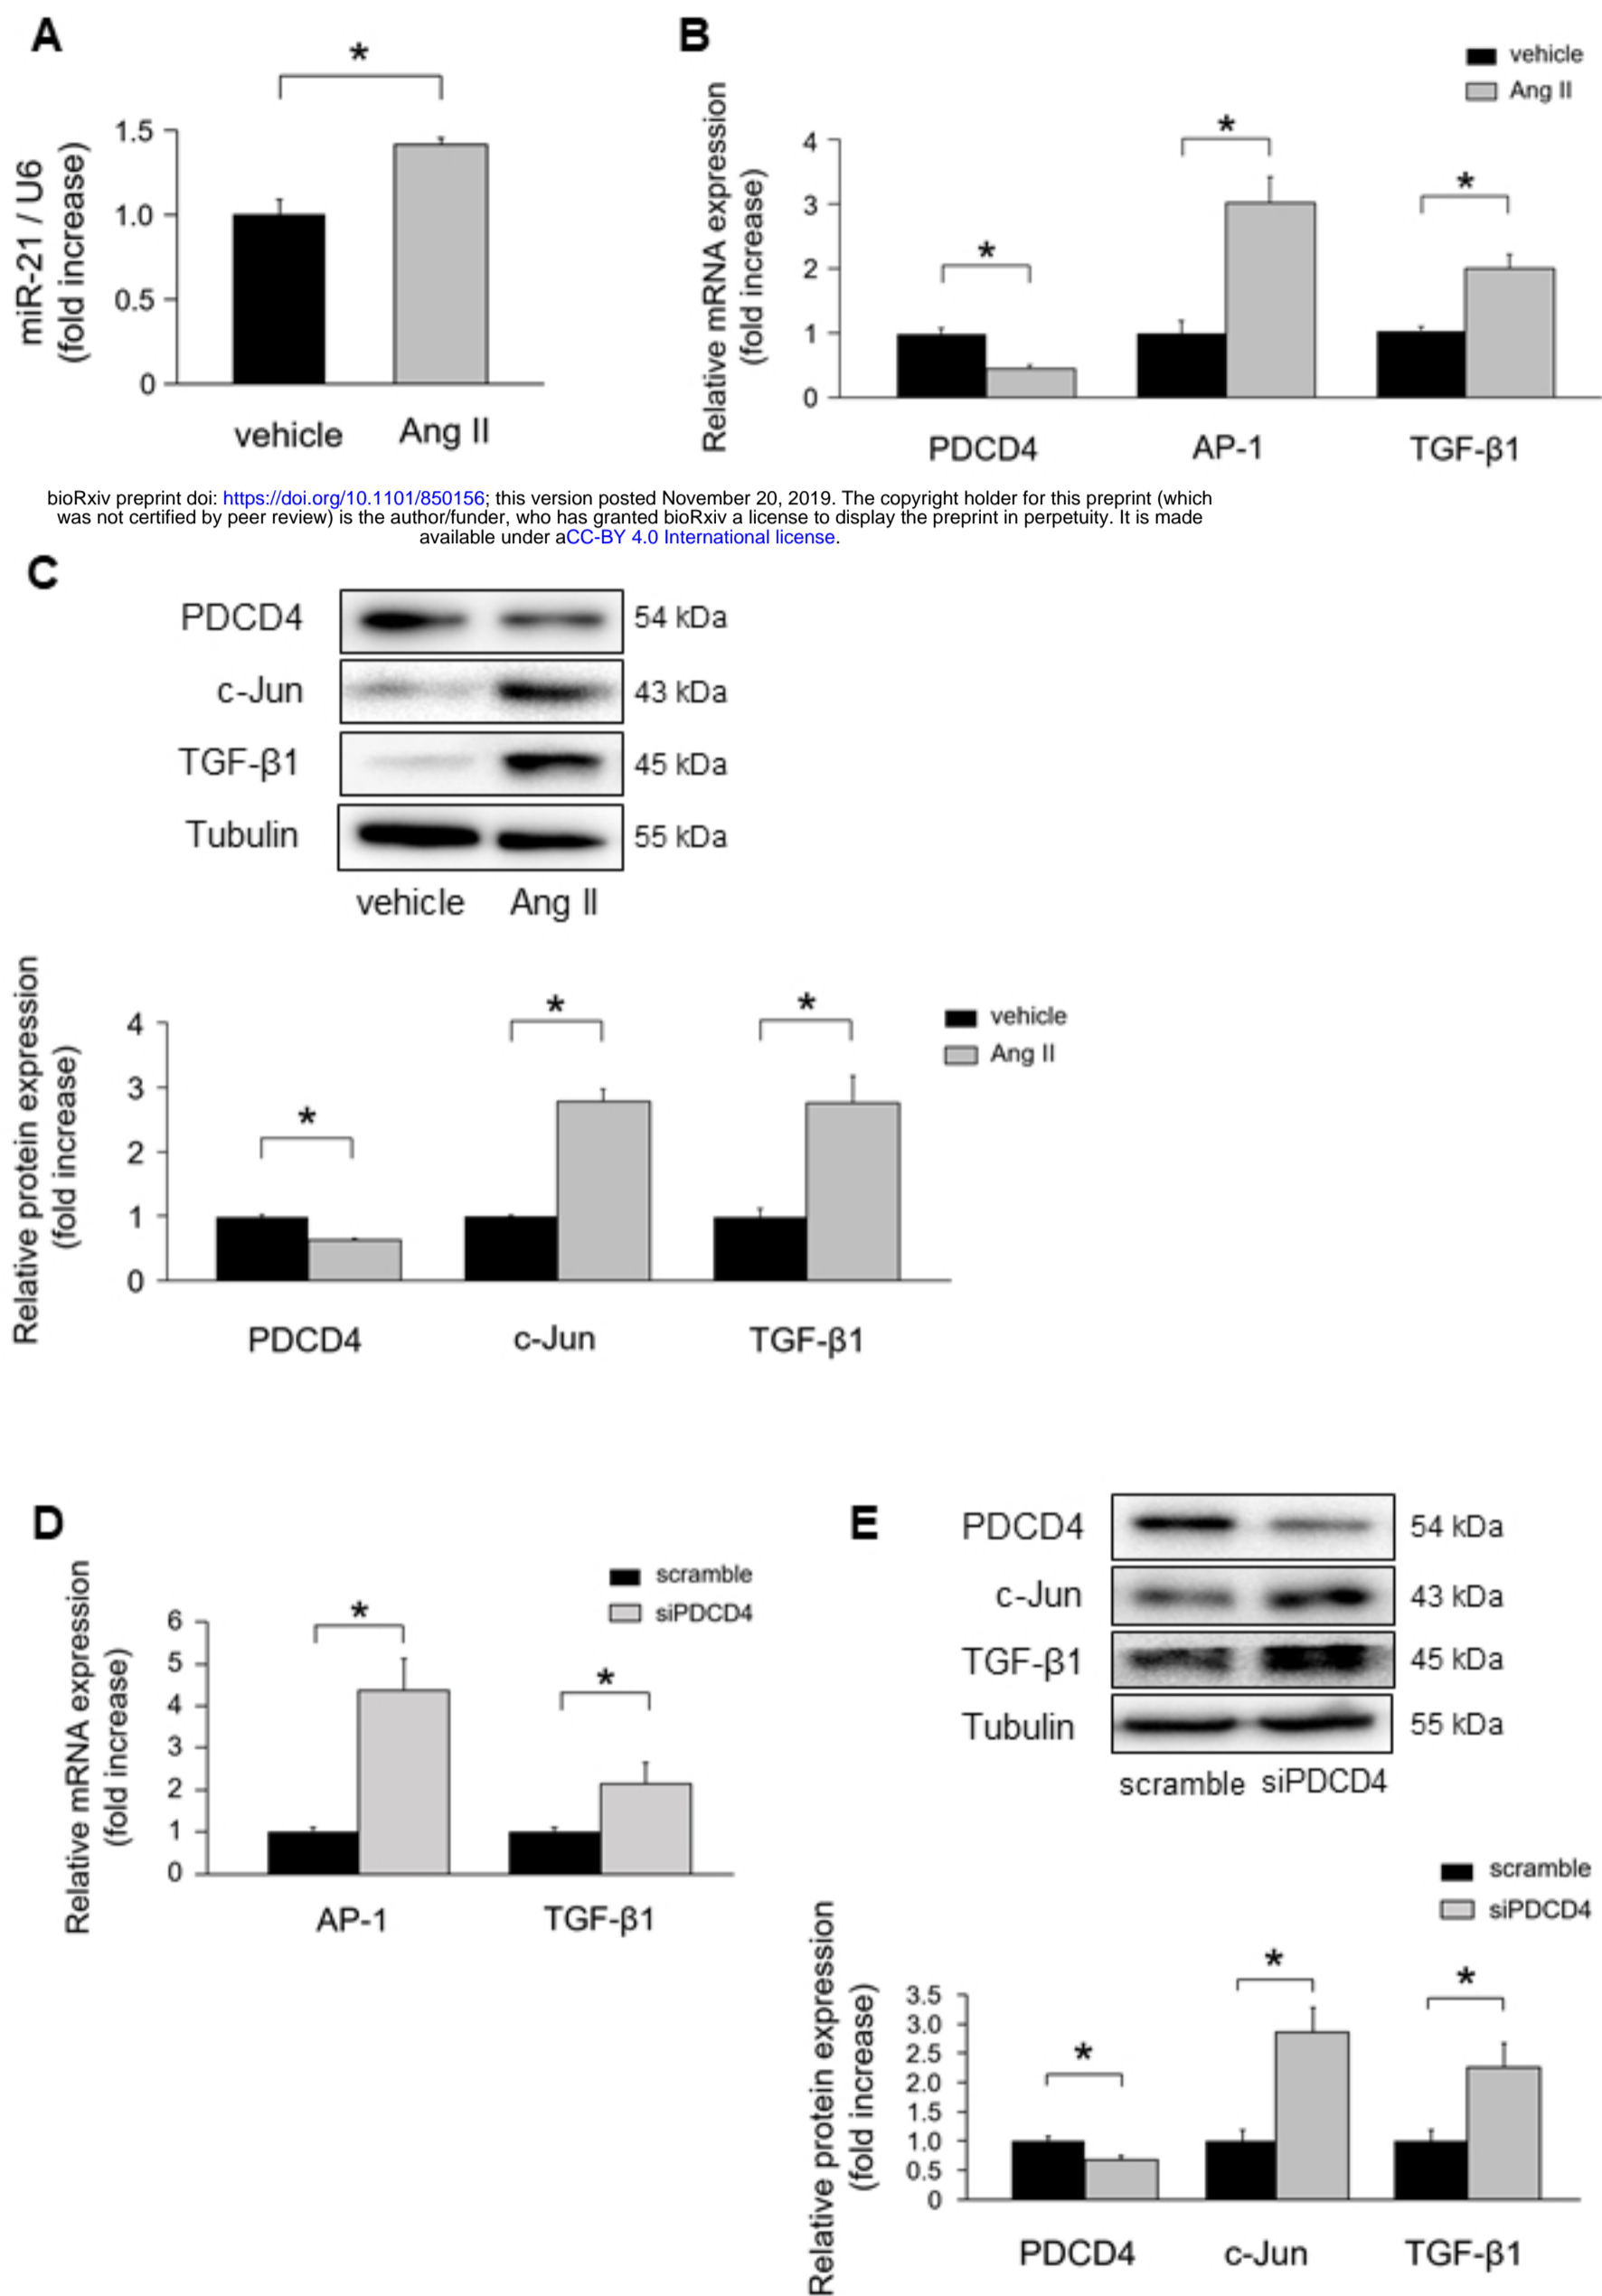 A
*
miR-21 / U6
(fold increase)
1.5
1.0
0.5
0
vehicle
Ang II
B
vehicle
Ang II
Relative mRNA expression
(fold increase)
4
3
2
1
0
*
*
*
PDCD4
AP-1
TGF-β1
bioRxiv preprint doi: https://doi.org/10.1101/850156; this version posted November 20, 2019. The copyright holder for this preprint (which
was not certified by peer review) is the author/funder, who has granted bioRxiv a license to display the preprint in perpetuity. It is made
available under aCC-BY 4.0 International license.
C
PDCD4 54 kDa
c-Jun 43 kDa
TGF-β1 45 kDa
Tubulin 55 kDa
vehicle Ang II
Relative protein expression
(fold increase)
4
3
2
1
0
*
*
*
vehicle
Ang II
PDCD4
c-Jun
TGF-β1
D
scramble
siPDCD4
Relative mRNA expression
(fold increase)
6
5
4
3
2
1
0
*
*
AP-1
TGF-β1
E
PDCD4 54 kDa
c-Jun 43 kDa
TGF-β1 45 kDa
Tubulin 55 kDa
scramble siPDCD4
scramble
siPDCD4
Relative protein expression
(fold increase)
3.5
3.0
2.5
2.0
1.5
1.0
0.5
0
*
*
*
PDCD4
c-Jun
TGF-β1